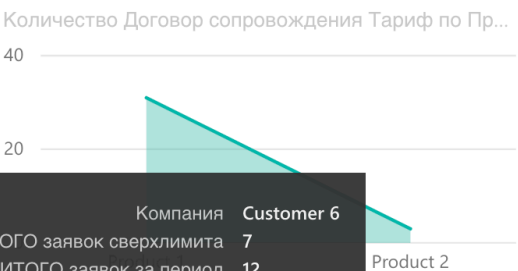 Количество Договор сопровождения Тариф по Пр...
40
20
Компания Customer 6
ОГО заявок сверхлимита 7
ИТОГО заявок за период 12
Product 2